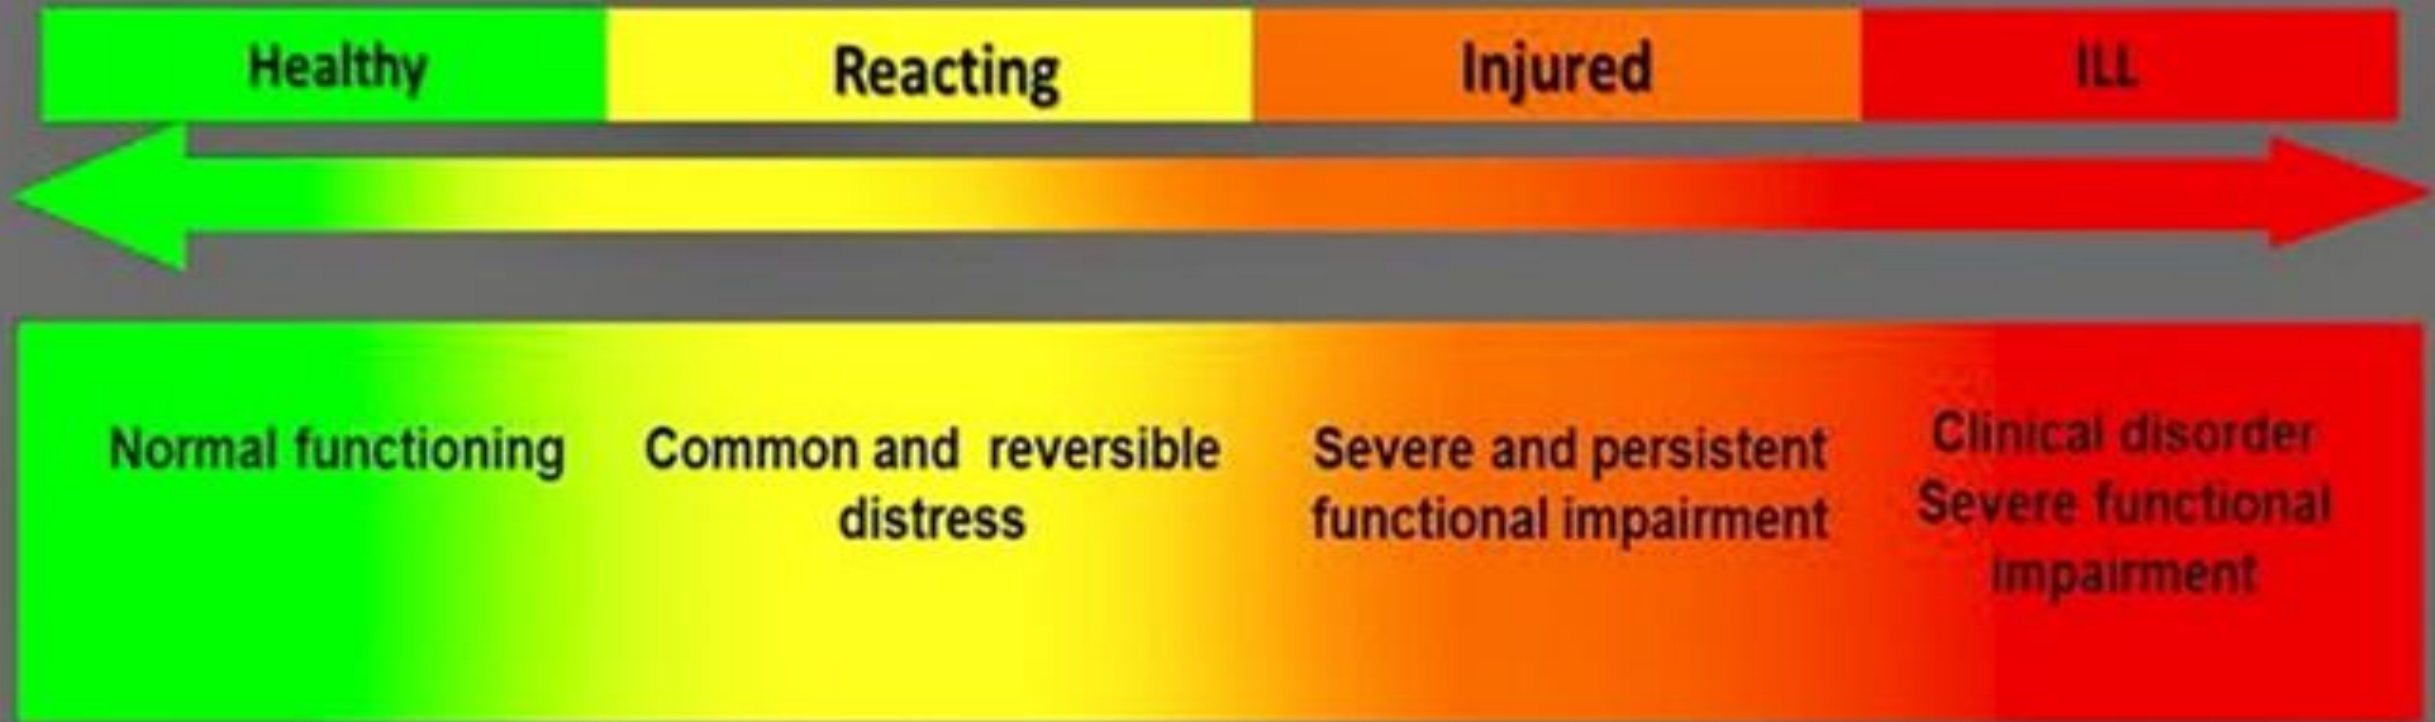 Healthy
Reacting
Injured
ILL
Normal functioning
Common and reversible
distress
Severe and persistent
functional impairment
Clinical disorder
Severe functional
impairment